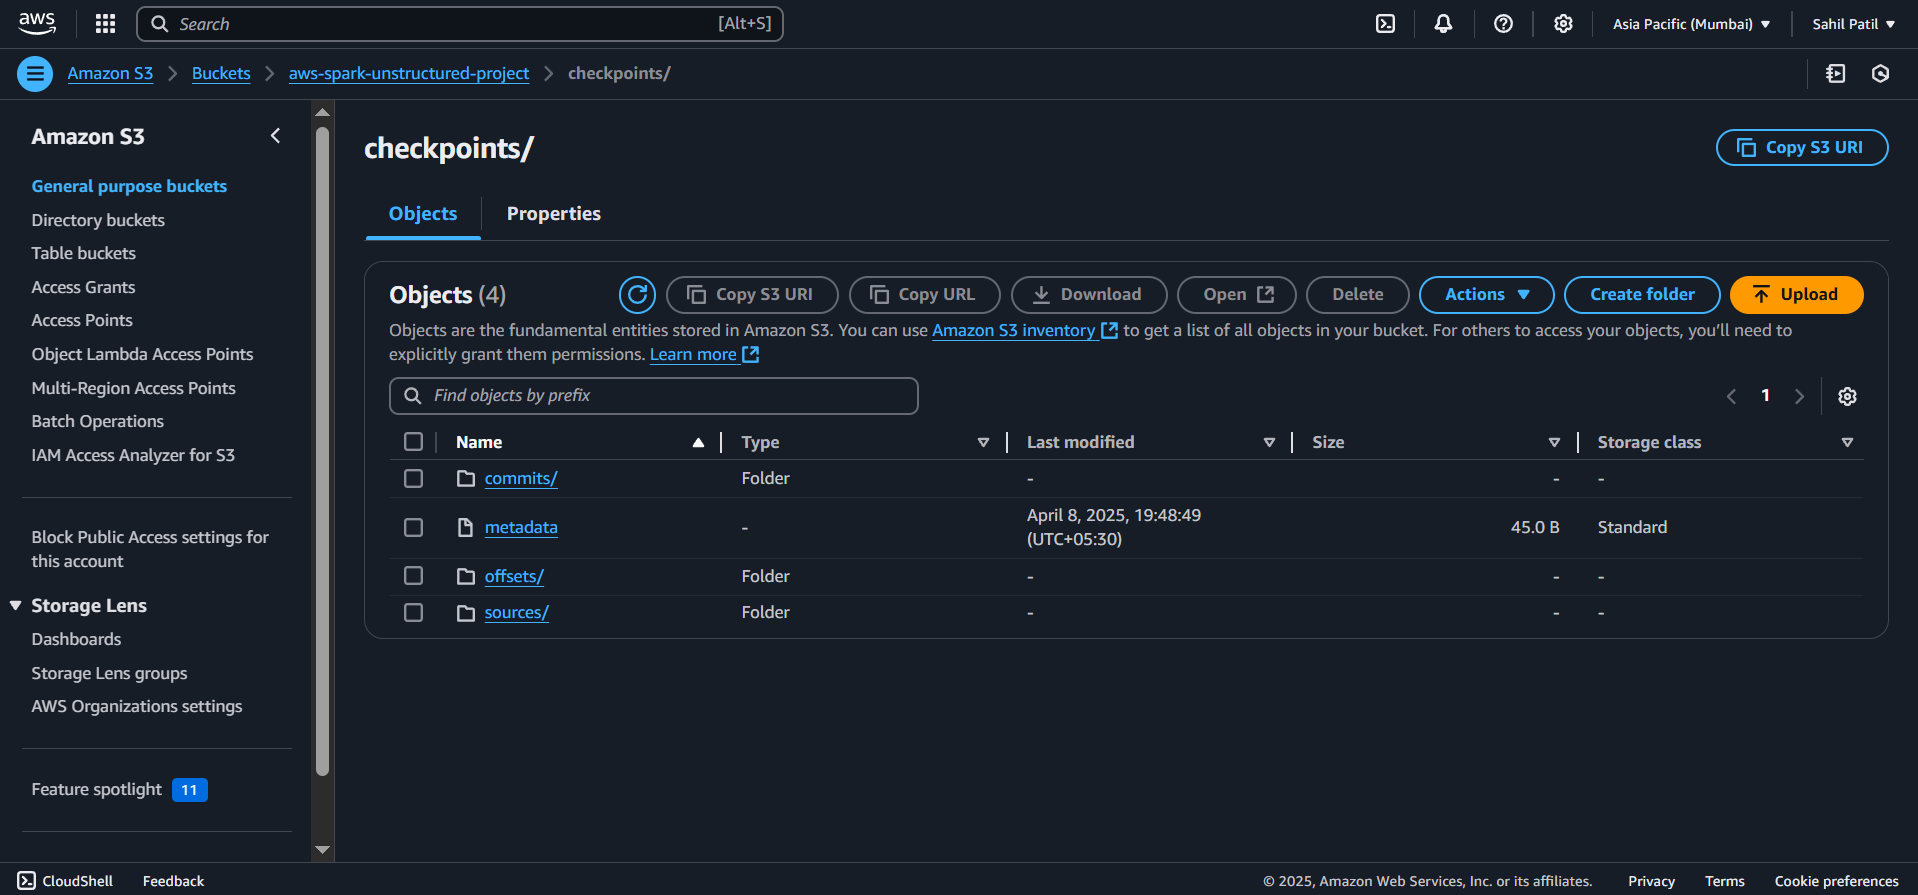 aws
Search [Alt+S]
Asia Pacific (Mumbai)
Sahil Patil
Amazon S3
Buckets
aws-spark-unstructured-project
checkpoints/
Amazon S3
General purpose buckets
Directory buckets
Table buckets
Access Grants
Access Points
Object Lambda Access Points
Multi-Region Access Points
Batch Operations
IAM Access Analyzer for S3
Block Public Access settings for
this account
Storage Lens
Dashboards
Storage Lens groups
AWS Organizations settings
Feature spotlight 11
checkpoints/
Copy S3 URI
Objects Properties
Objects (4)
Copy S3 URI
Copy URL
Download
Open
Delete
Actions
Create folder
Upload
Objects are the fundamental entities stored in Amazon S3. You can use Amazon S3 inventory to get a list of all objects in your bucket. For others to access your objects, you’ll need to
explicitly grant them permissions. Learn more
Find objects by prefix
1
Name Type Last modified Size Storage class
commits/ Folder - - -
metadata - April 8, 2025, 19:48:49
(UTC+05:30) 45.0 B Standard
offsets/ Folder - - -
sources/ Folder - - -
CloudShell Feedback
© 2025, Amazon Web Services, Inc. or its affiliates. Privacy Terms Cookie preferences